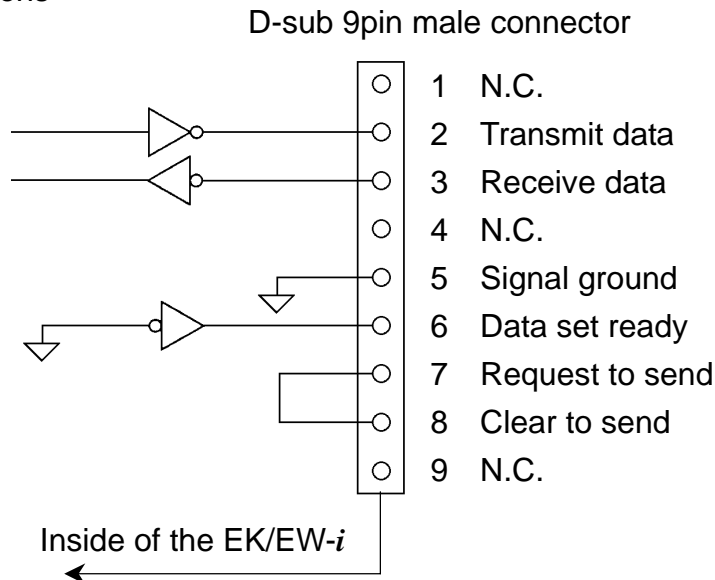 D-sub 9pin male connector
1 N.C.
2 Transmit data
3 Receive data
4 N.C.
5 Signal ground
6 Data set ready
7 Request to send
8 Clear to send
9 N.C.
Inside of the EK/EW-i